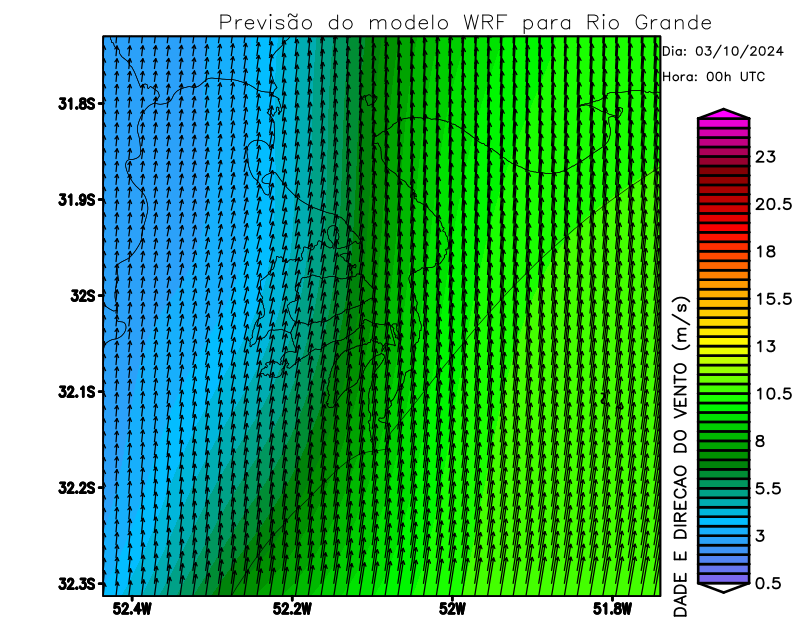 Previsão do modelo WRF para Rio Grande
Dia: 03/10/2024
Hora: 00h UTC
31.8S
31.9S
32S
32.1S
32.2S
32.3S
52.4W
52.2W
52W
51.8W
DADE E DIRECAO DO VENTO (m/s)
23
20.5
18
15.5
13
10.5
8
5.5
3
0.5